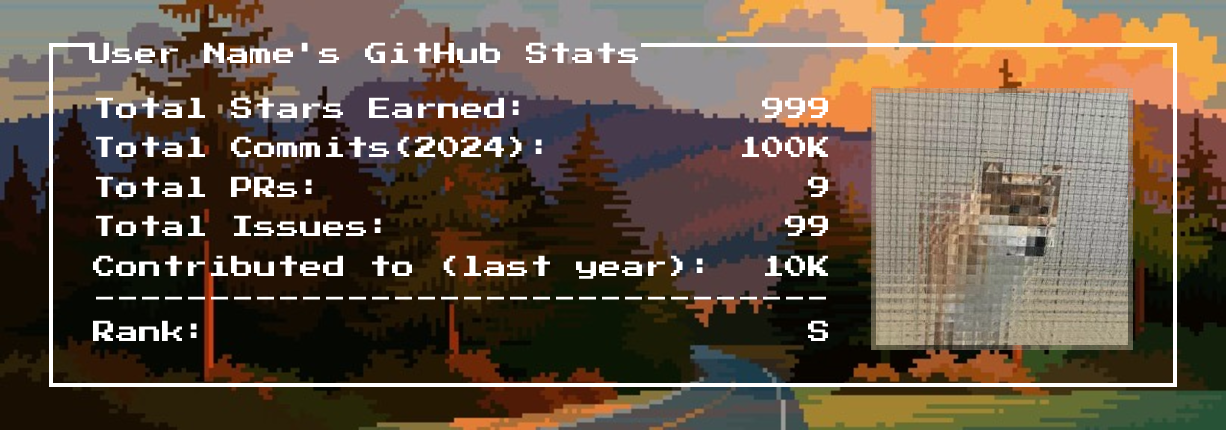 User Name's GitHub Stats
Total Stars Earned: 999
Total Commits(2024): 100K
Total PRs: 9
Total Issues: 99
Contributed to (last year): 10K
---------------------------------
Rank: S